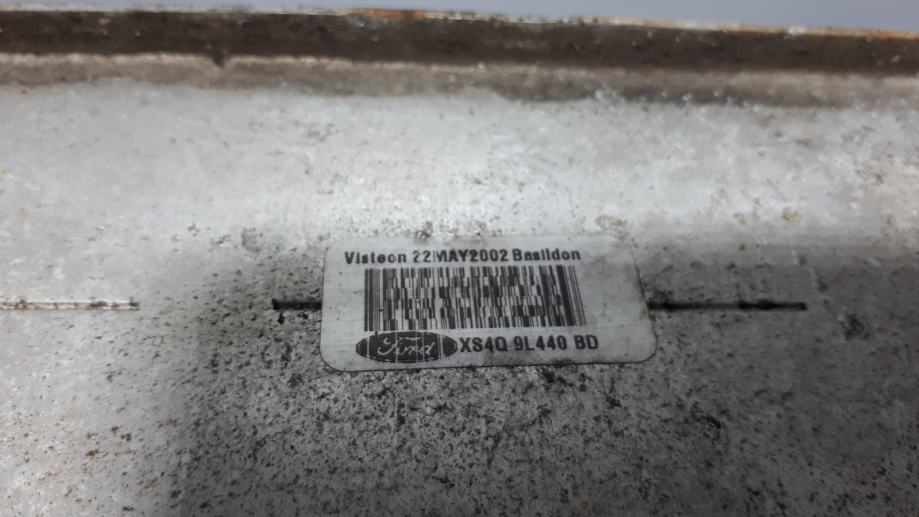 Visteon 22MAY2002 Basildon
Ford XS4Q 9L440 BD